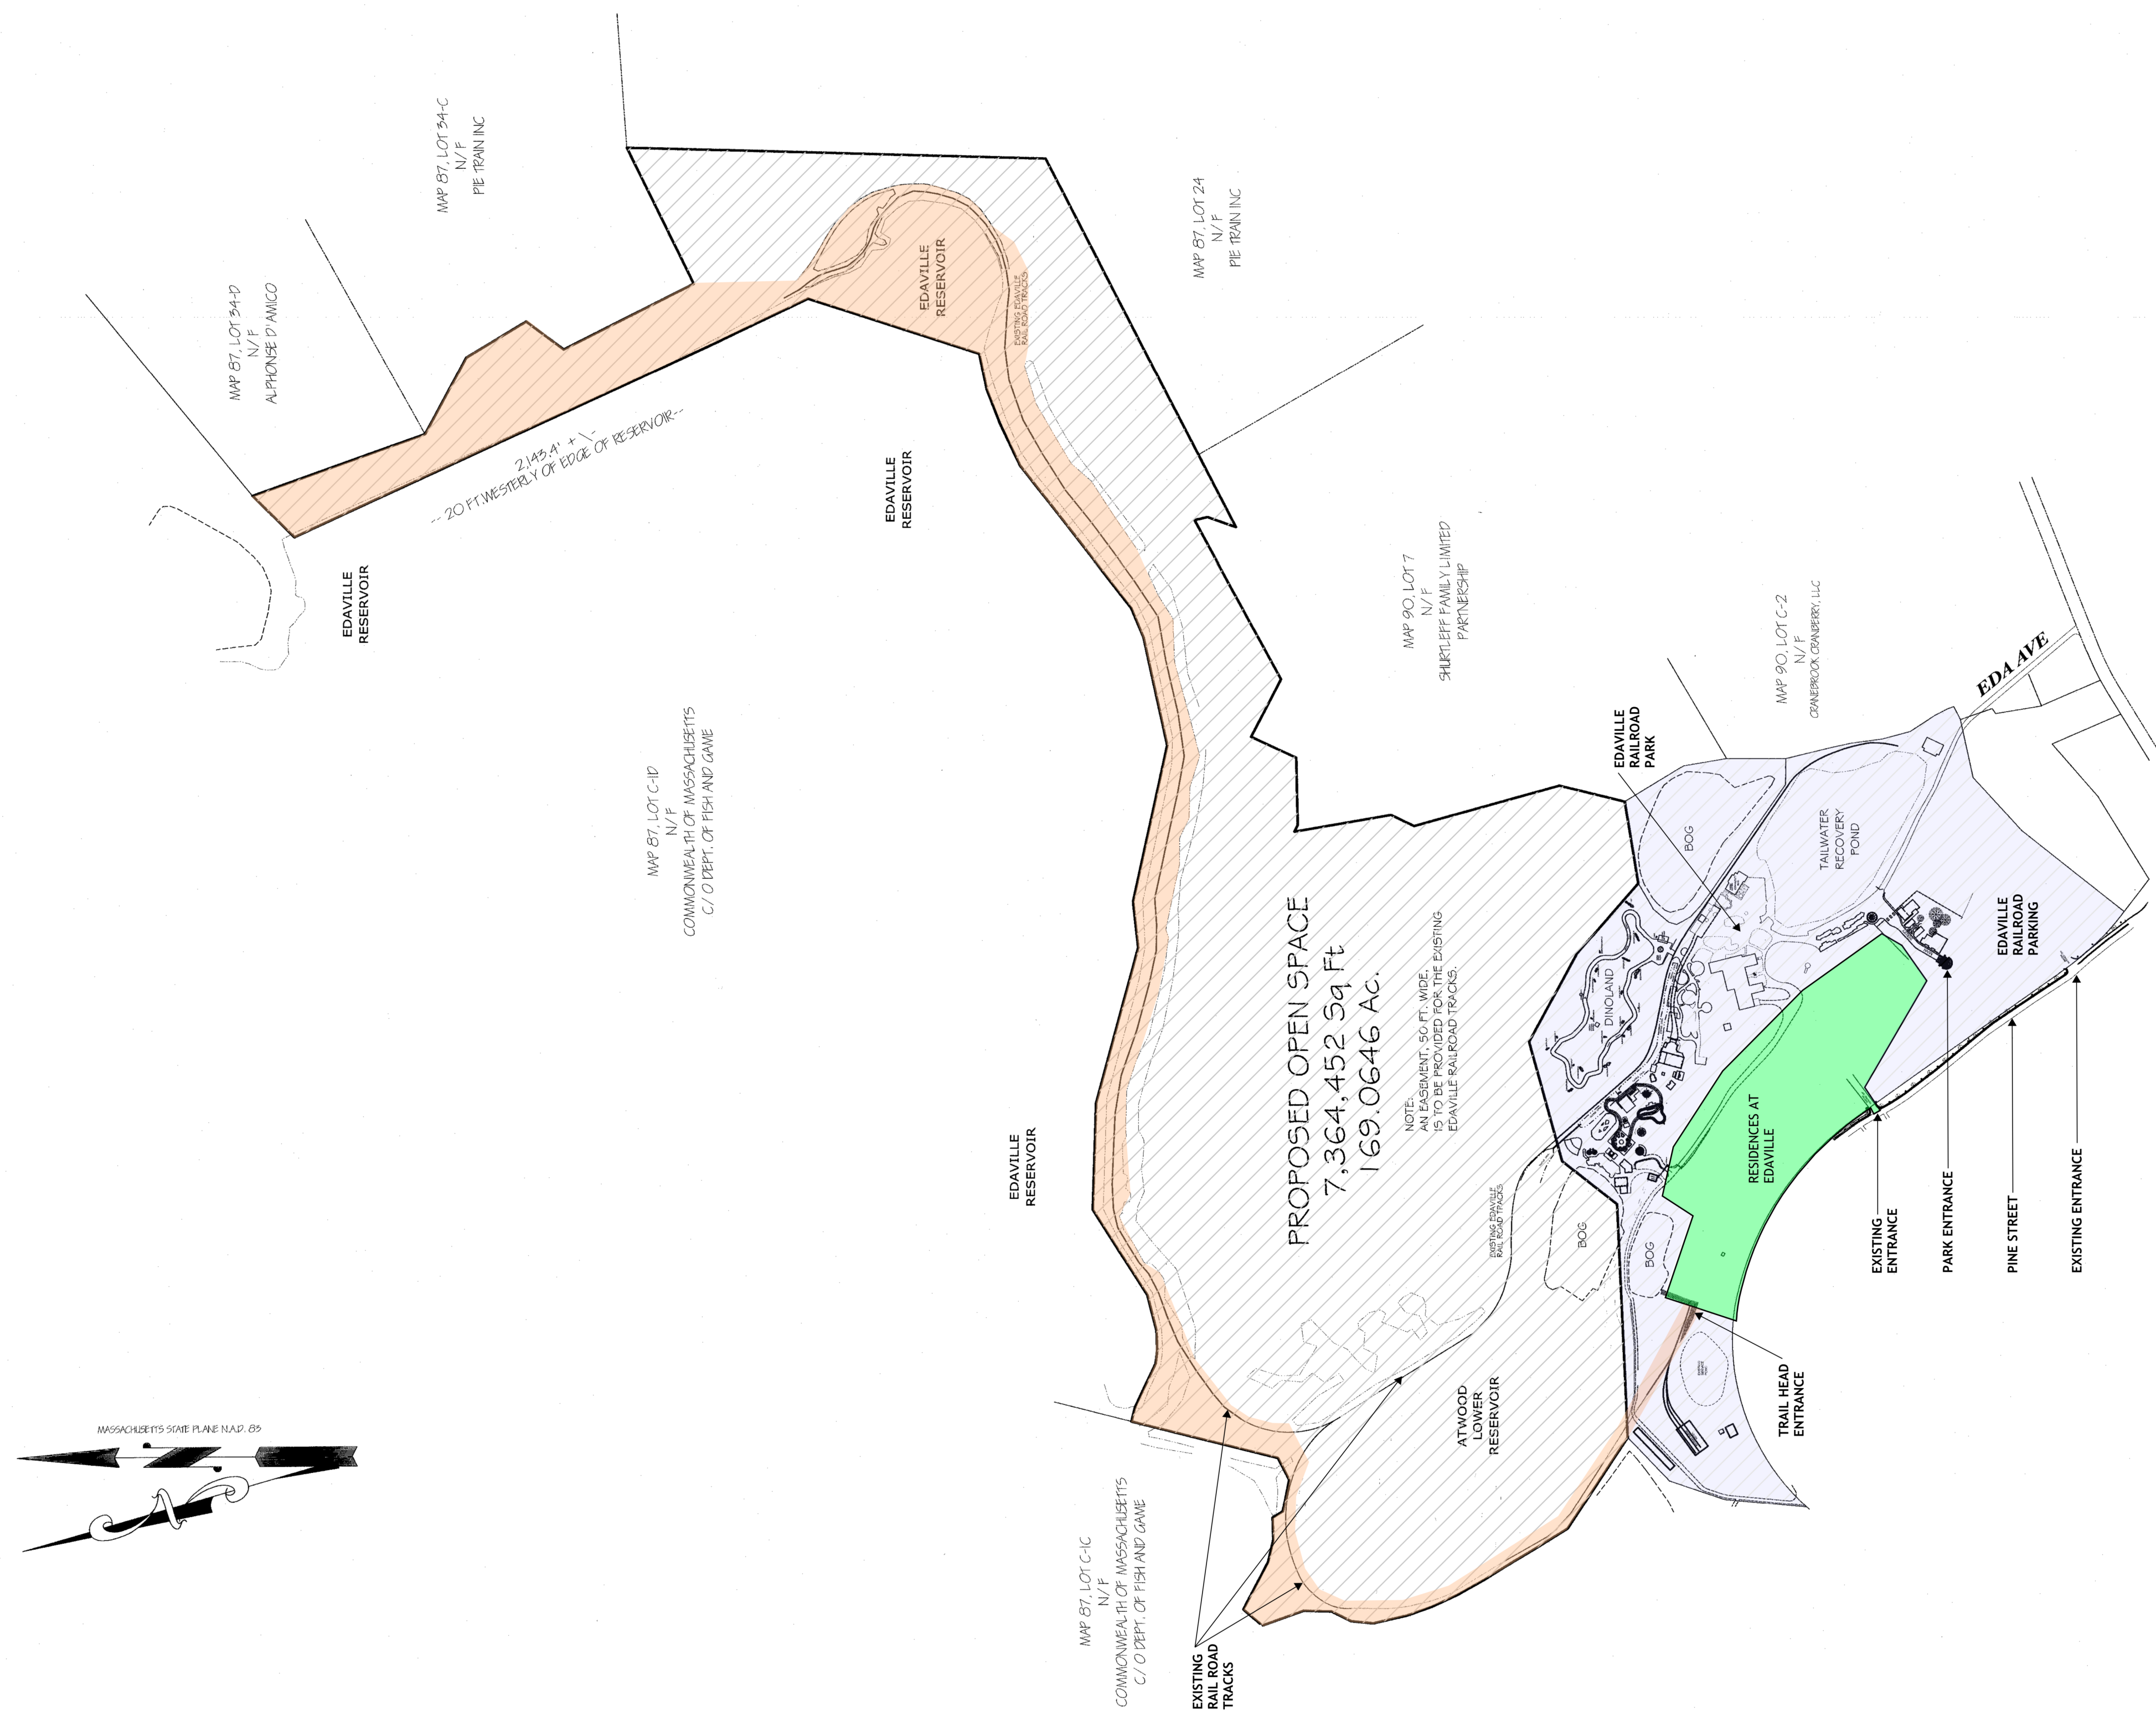 MAP 87, LOT 34-D
N/F
ALPHONSE D'AMICO
MAP 87, LOT 34-C
N/F
PIE TRAIN INC
MAP 87, LOT 24
N/F
PIE TRAIN INC
EDAVILLE
RESERVOIR
EXISTING EDAVILLE
RAIL ROAD TRACKS
2,143.4' + \-
-- 20 FT. WESTERLY OF EDGE OF RESERVOIR--
EDAVILLE
RESERVOIR
EDAVILLE
RESERVOIR
MAP 87, LOT C-1D
N/F
COMMONWEALTH OF MASSACHUSETTS
C/O DEPT. OF FISH AND GAME
MAP 90, LOT 7
N/F
SHURTLEFF FAMILY LIMITED
PARTNERSHIP
MAP 90, LOT C-2
N/F
CRANEBROOK CRANBERRY, LLC
EDA AVE
EDAVILLE
RAILROAD
PARK
BOG
TAILWATER
RECOVERY
POND
DINOLAND
EDAVILLE
RAILROAD
PARKING
PROPOSED OPEN SPACE
7,364,452 Sq Ft
169.0646 Ac.
NOTE:
AN EASEMENT, 50 FT. WIDE,
IS TO BE PROVIDED FOR THE EXISTING
EDAVILLE RAILROAD TRACKS.
EDAVILLE
RESERVOIR
RESIDENCES AT
EDAVILLE
EXISTING EDAVILLE
RAIL ROAD TRACKS
BOG
BOG
EXISTING
ENTRANCE
PARK ENTRANCE
PINE STREET
EXISTING ENTRANCE
ATWOOD
LOWER
RESERVOIR
TRAIL HEAD
ENTRANCE
MAP 87, LOT C-1C
N/F
COMMONWEALTH OF MASSACHUSETTS
C/O DEPT. OF FISH AND GAME
EXISTING
RAIL ROAD
TRACKS
MASSACHUSETTS STATE PLANE N.A.D. 83